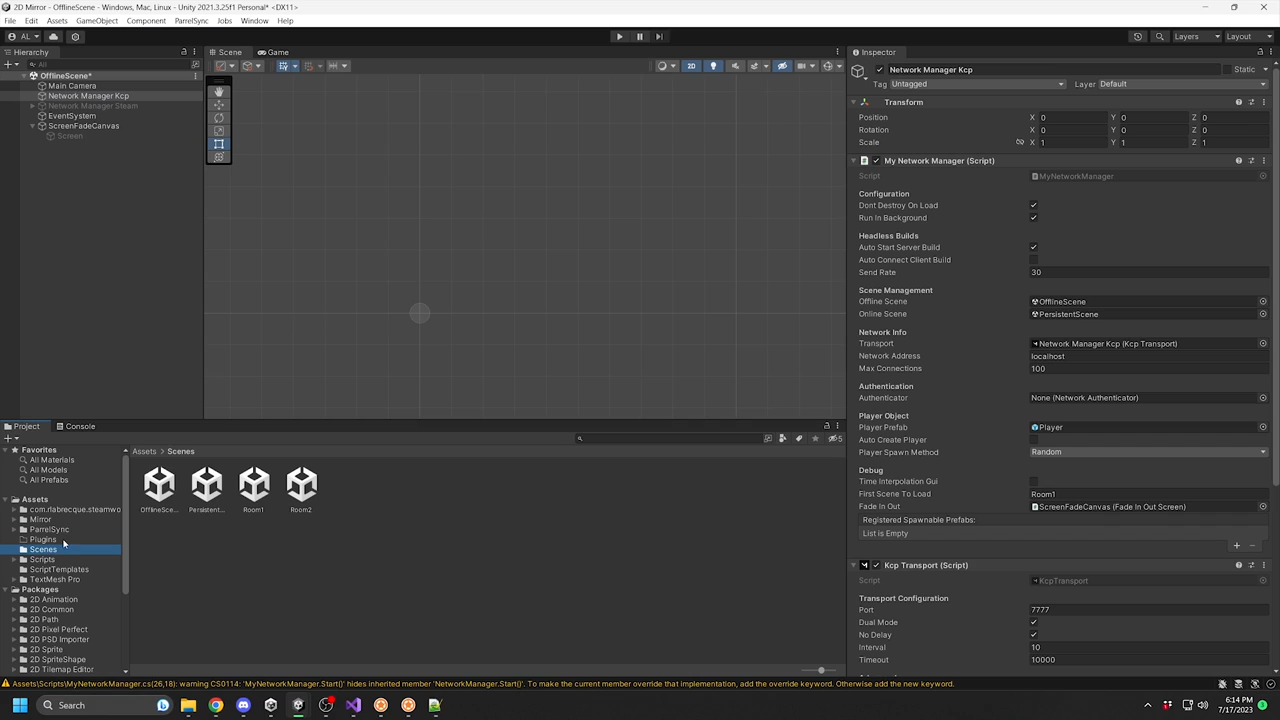 2D Mirror - OfflineScene - Windows, Mac, Linux - Unity 2021.3.25f1 Personal* <DX11>
File Edit Assets GameObject Component ParrelSync Jobs Window Help
AL
Layers
Layout
Hierarchy
All
OfflineScene*
Main Camera
Network Manager Kcp
Network Manager Steam
EventSystem
ScreenFadeCanvas
Screen
Scene
Game
2D
Inspector
Network Manager Kcp
Static
Tag Untagged
Layer Default
Transform
Position X 0 Y 0 Z 0
Rotation X 0 Y 0 Z 0
Scale X 1 Y 1 Z 1
My Network Manager (Script)
Script MyNetworkManager
Configuration
Dont Destroy On Load
Run In Background
Headless Builds
Auto Start Server Build
Auto Connect Client Build
Send Rate 30
Scene Management
Offline Scene OfflineScene
Online Scene PersistentScene
Network Info
Transport Network Manager Kcp (Kcp Transport)
Network Address localhost
Max Connections 100
Authentication
Authenticator None (Network Authenticator)
Player Object
Player Prefab Player
Auto Create Player
Player Spawn Method Random
Debug
Time Interpolation Gui
First Scene To Load Room1
Fade In Out ScreenFadeCanvas (Fade In Out Screen)
Registered Spawnable Prefabs:
List is Empty
Kcp Transport (Script)
Script KcpTransport
Transport Configuration
Port 7777
Dual Mode
No Delay
Interval 10
Timeout 10000
Project
Console
5
Favorites
All Materials
All Models
All Prefabs
Assets
com.rlabrecque.steamwo
Mirror
ParrelSync
Plugins
Scenes
Scripts
ScriptTemplates
TextMesh Pro
Packages
2D Animation
2D Common
2D Path
2D Pixel Perfect
2D PSD Importer
2D Sprite
2D SpriteShape
2D Tilemap Editor
Assets > Scenes
OfflineSce...
Persistent...
Room1
Room2
Assets\Scripts\MyNetworkManager.cs(26,18): warning CS0114: 'MyNetworkManager.Start()' hides inherited member 'NetworkManager.Start()'. To make the current member override that implementation, add the override keyword. Otherwise add the new keyword.
Search
6:14 PM
7/17/2023